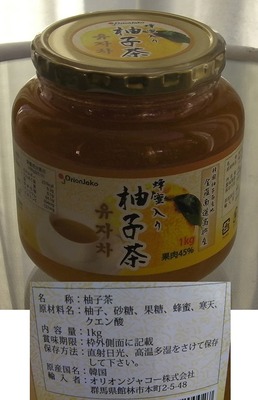 OrionJako
蜂蜜入り
柚子茶
OrionJako
蜂蜜入り
柚子茶
유자차
1kg
果肉45%
名　称：柚子茶
原材料名：柚子、砂糖、果糖、蜂蜜、寒天、
クエン酸
内 容 量：1kg
賞味期限：枠外側面に記載
保存方法：直射日光、高温多湿をさけて保存
して下さい。
原産国名：韓国
輸 入 者：オリオンジャコー株式会社
群馬県館林市本町2-5-48